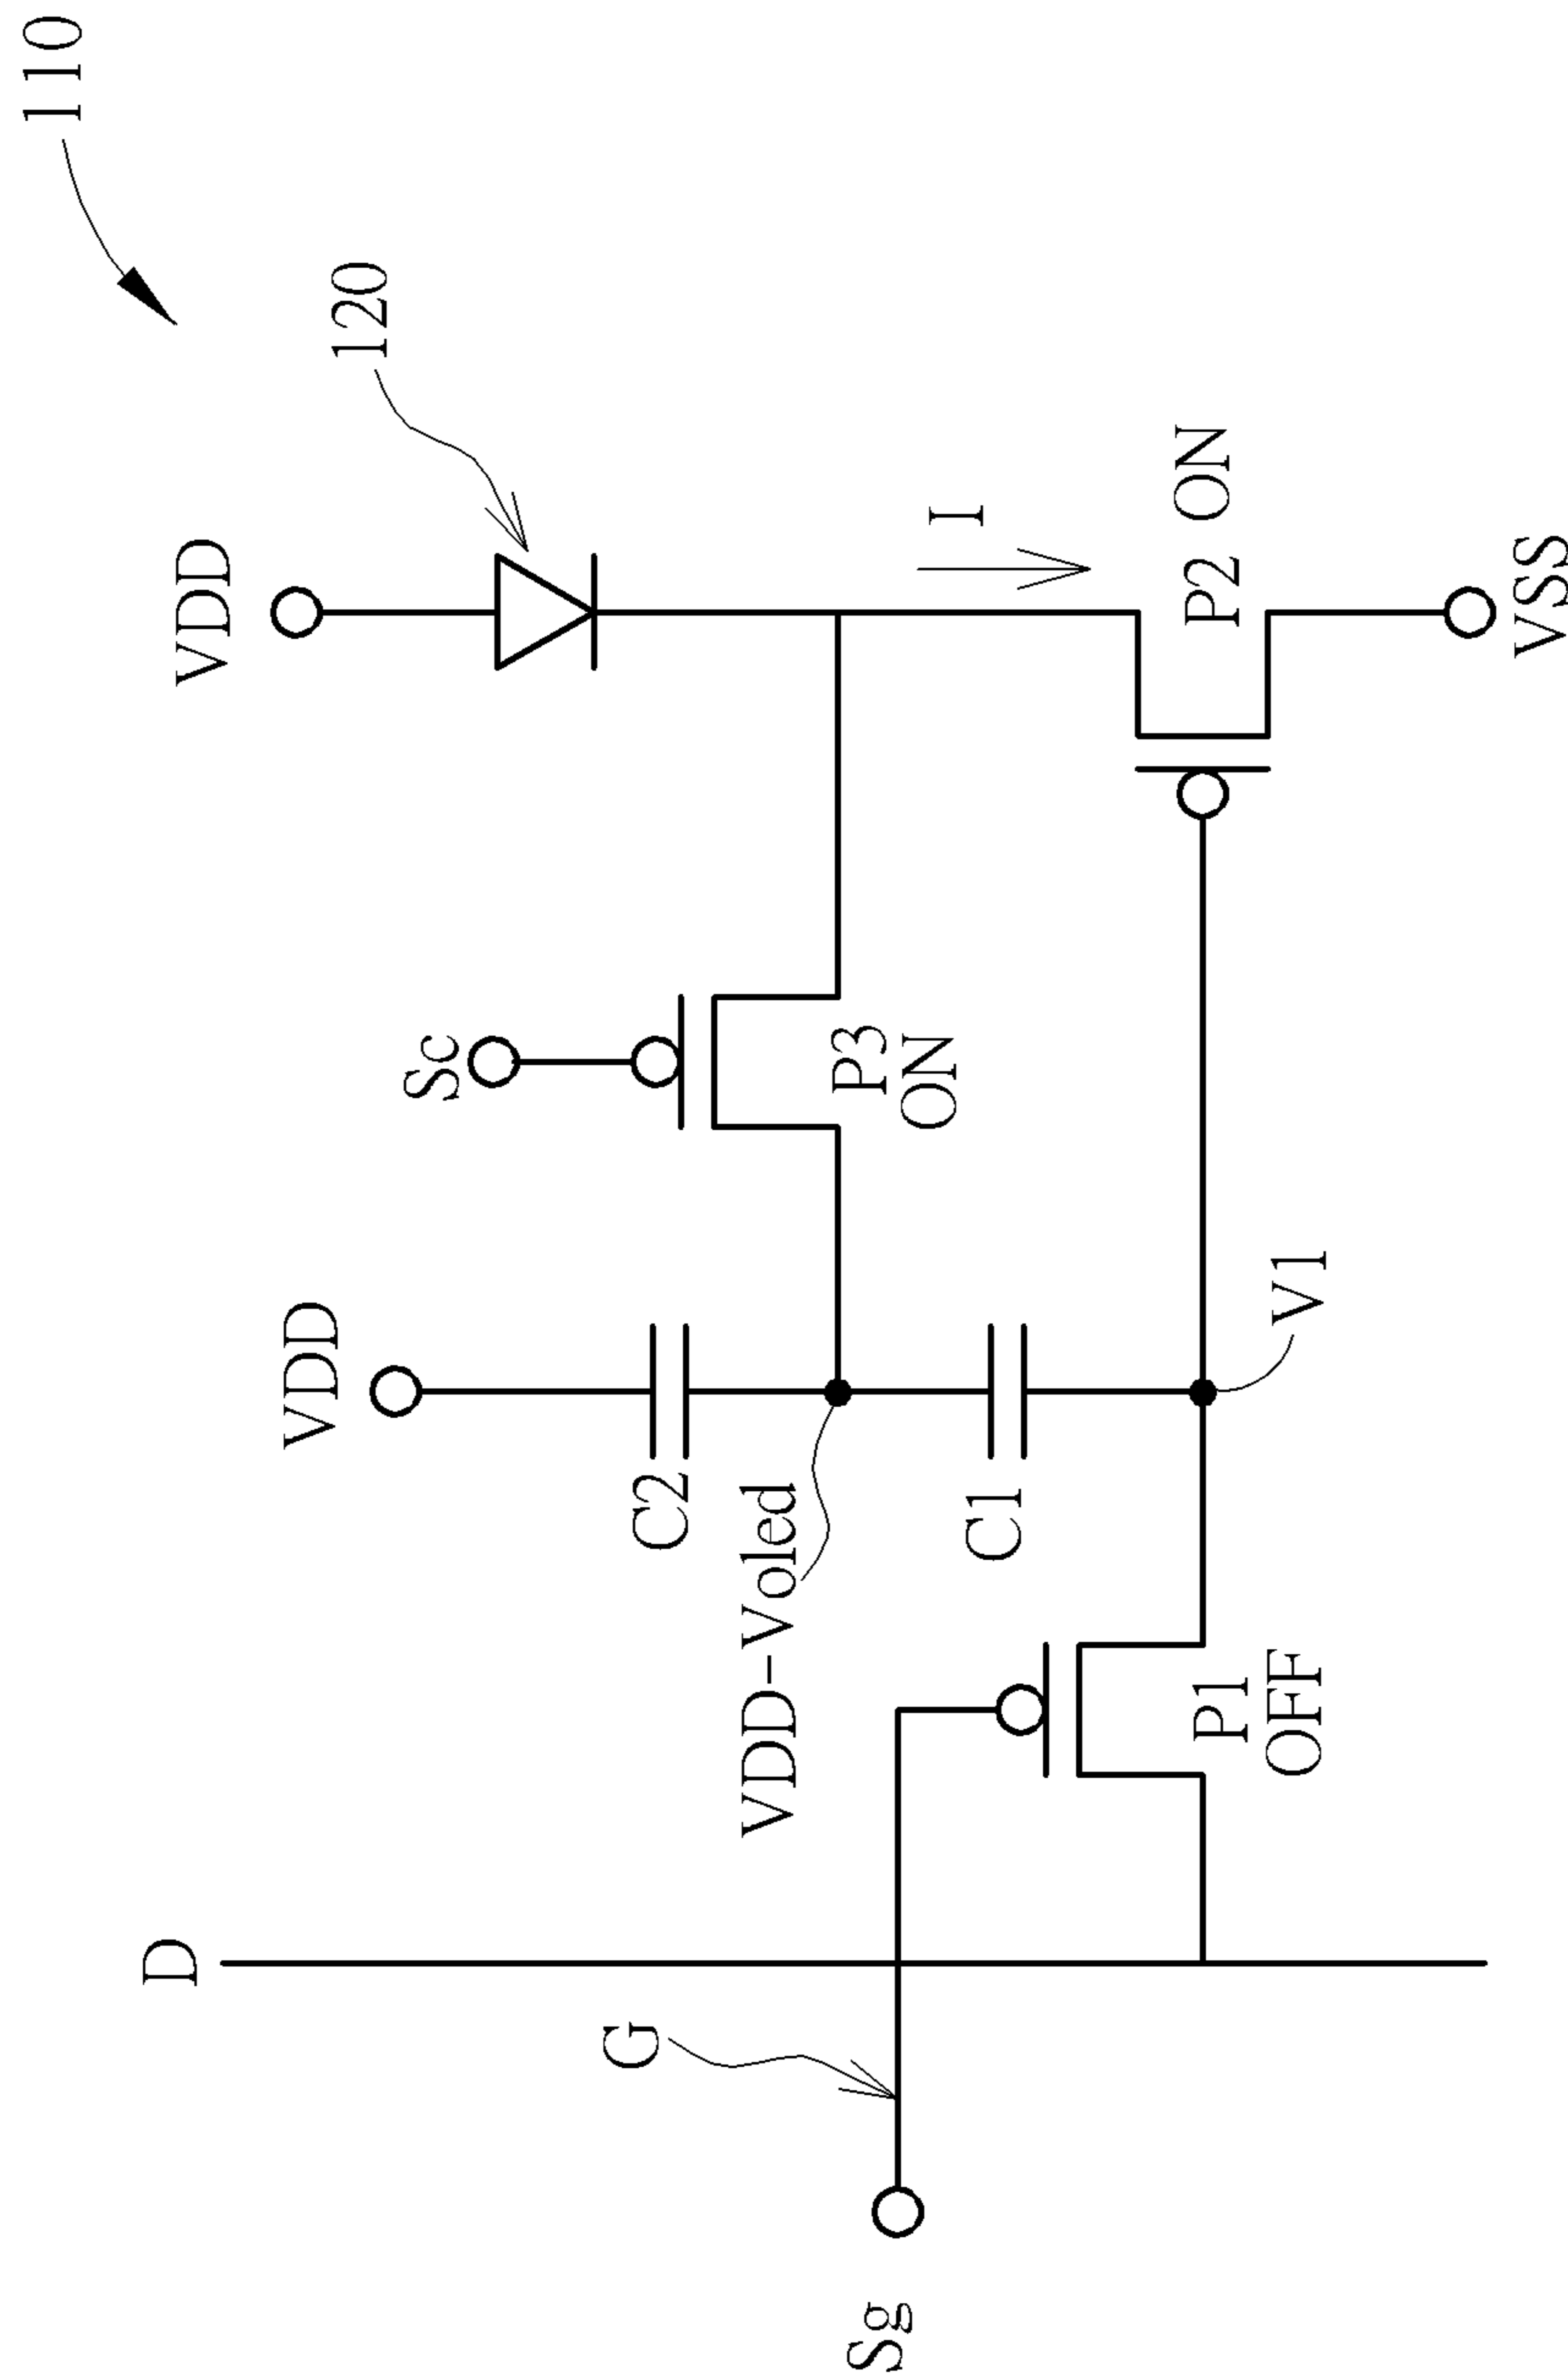 110
120
VDD
I
P2 ON
VSS
Sc
P3
ON
VDD
C2
VDD-Voled
C1
V1
P1
OFF
D
G
Sg